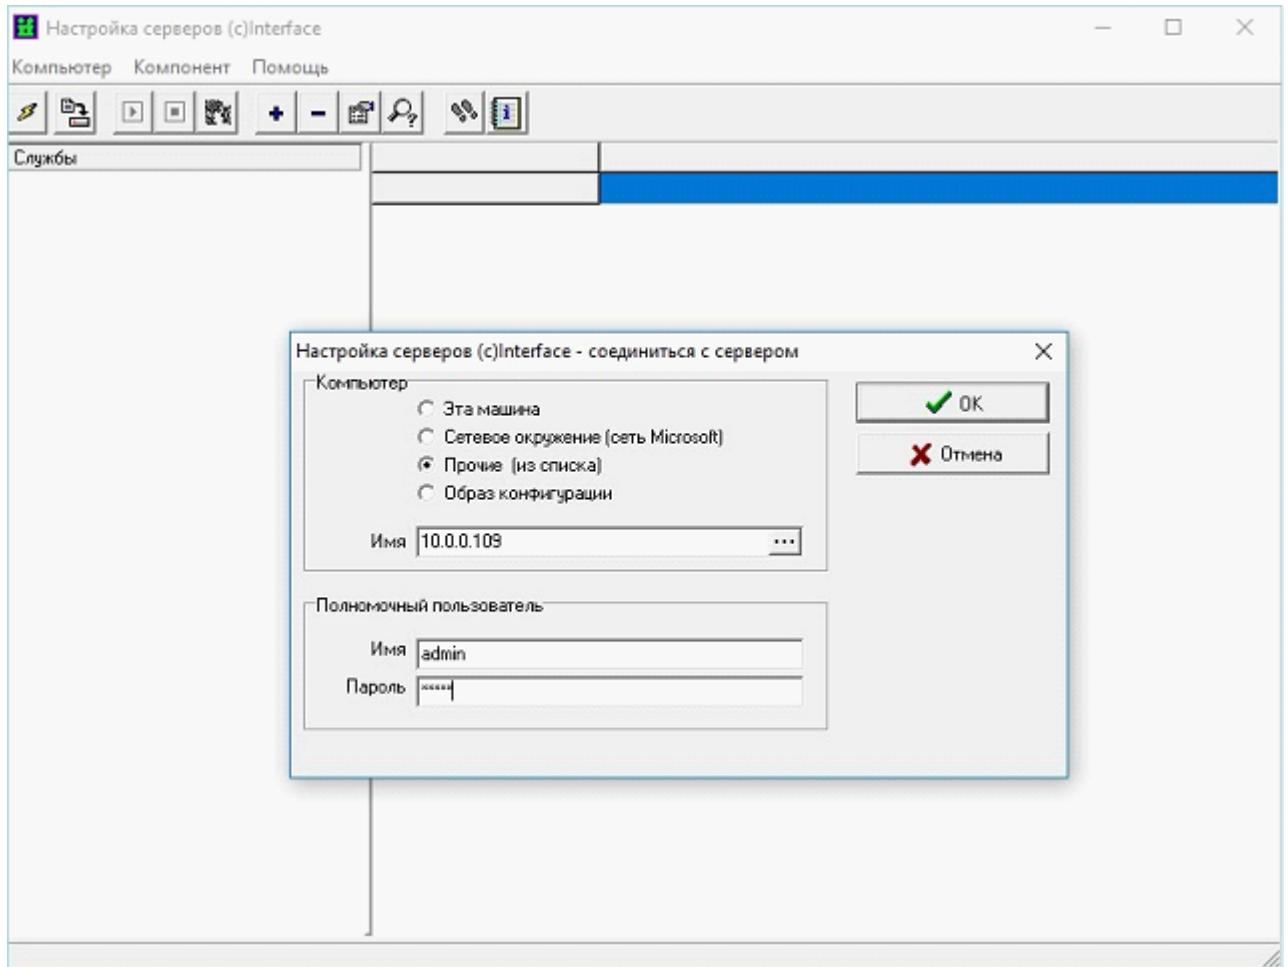 Настройка серверов (c)Interface
Компьютер Компонент Помощь
Службы
Настройка серверов (c)Interface - соединиться с сервером
Компьютер
Эта машина
Сетевое окружение (сеть Microsoft)
Прочие (из списка)
Образ конфигурации
Имя 10.0.0.109 ...
Полномочный пользователь
Имя admin
Пароль *****
OK
Отмена